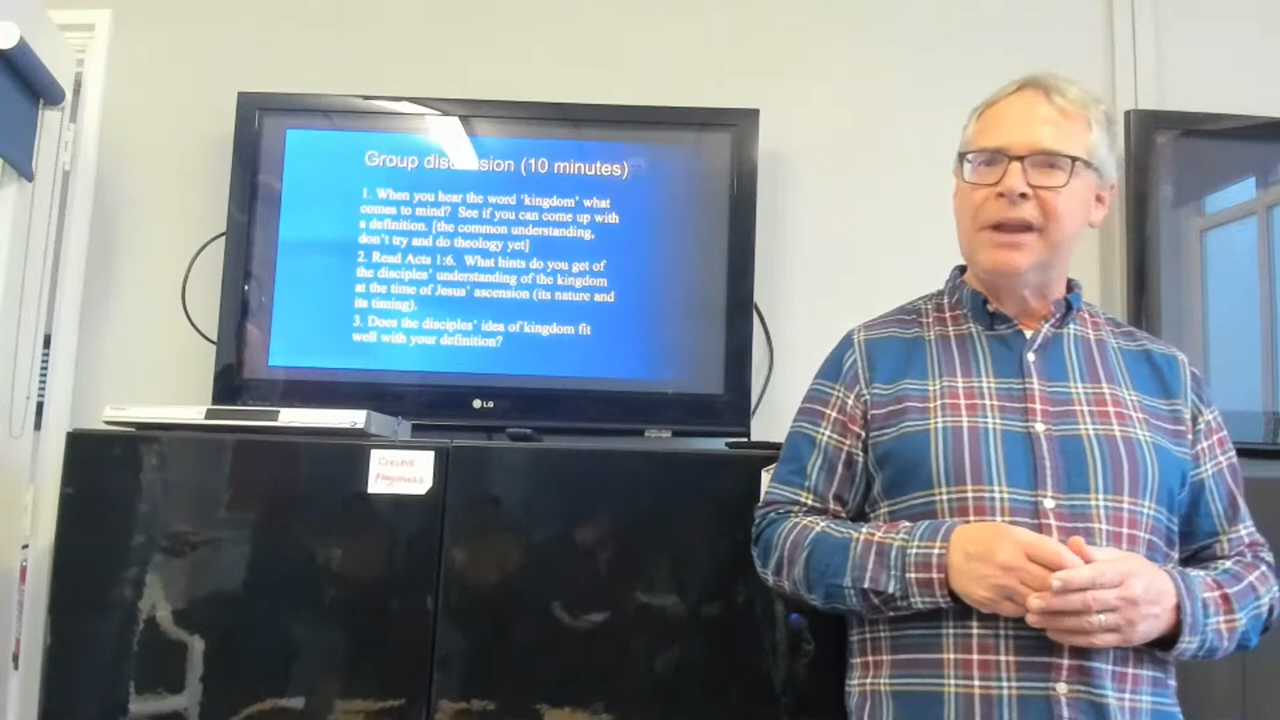 Group discussion (10 minutes)
1. When you hear the word ‘kingdom’ what
comes to mind? See if you can come up with
a definition. [the common understanding,
don’t try and do theology yet]
2. Read Acts 1:6. What hints do you get of
the disciples’ understanding of the kingdom
at the time of Jesus’ ascension (its nature and
its timing).
3. Does the disciples’ idea of kingdom fit
well with your definition?
LG
Creche